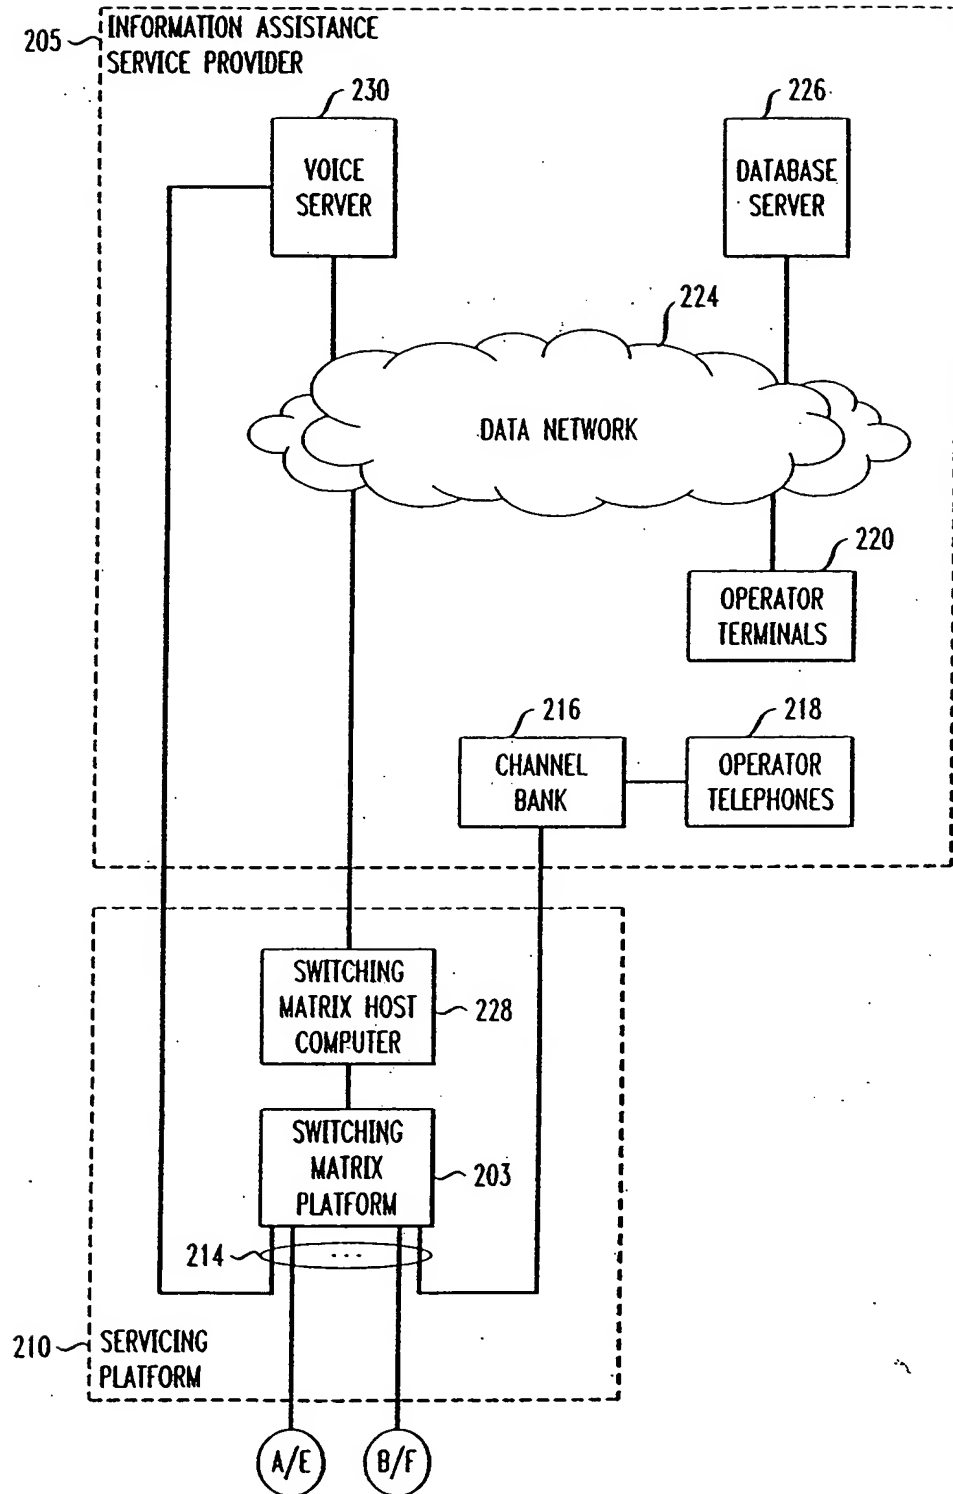 INFORMATION ASSISTANCE
SERVICE PROVIDER
205
230
226
VOICE
SERVER
DATABASE
SERVER
224
DATA NETWORK
220
OPERATOR
TERMINALS
216
218
CHANNEL
BANK
OPERATOR
TELEPHONES
SWITCHING
MATRIX HOST
COMPUTER
228
SWITCHING
MATRIX
PLATFORM
203
214
...
210
SERVICING
PLATFORM
A/E
B/F